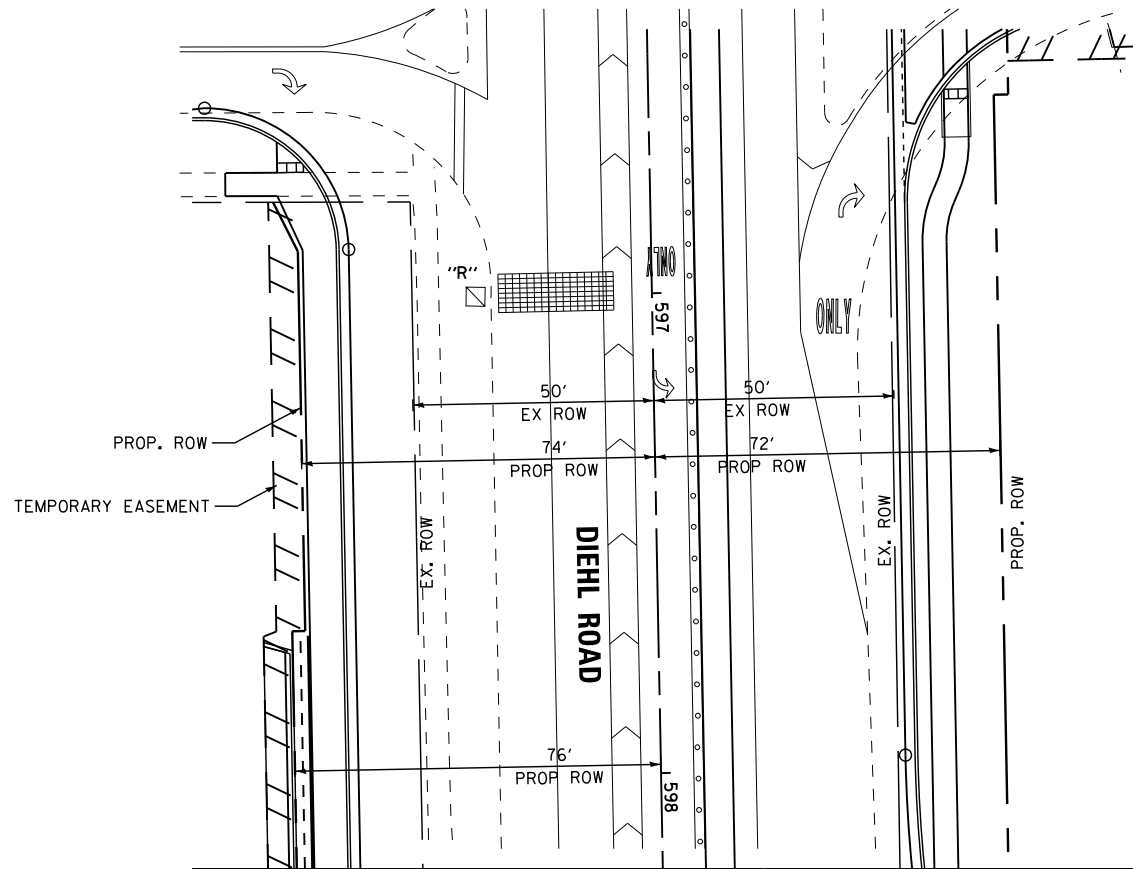 ONLY
"R"
597
ONLY
50'
EX ROW
50'
EX ROW
PROP. ROW
74'
PROP ROW
72'
PROP ROW
TEMPORARY EASEMENT
EX. ROW
DIEHL ROAD
EX. ROW
PROP. ROW
76'
PROP ROW
598